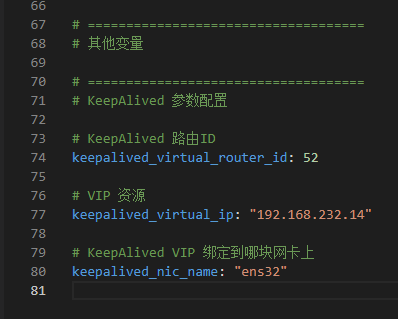 66
67 # ====================================
68 # 其他变量
69
70 # ====================================
71 # KeepAlived 参数配置
72
73 # KeepAlived 路由ID
74 keepalived_virtual_router_id: 52
75
76 # VIP 资源
77 keepalived_virtual_ip: "192.168.232.14"
78
79 # KeepAlived VIP 绑定到哪块网卡上
80 keepalived_nic_name: "ens32"
81